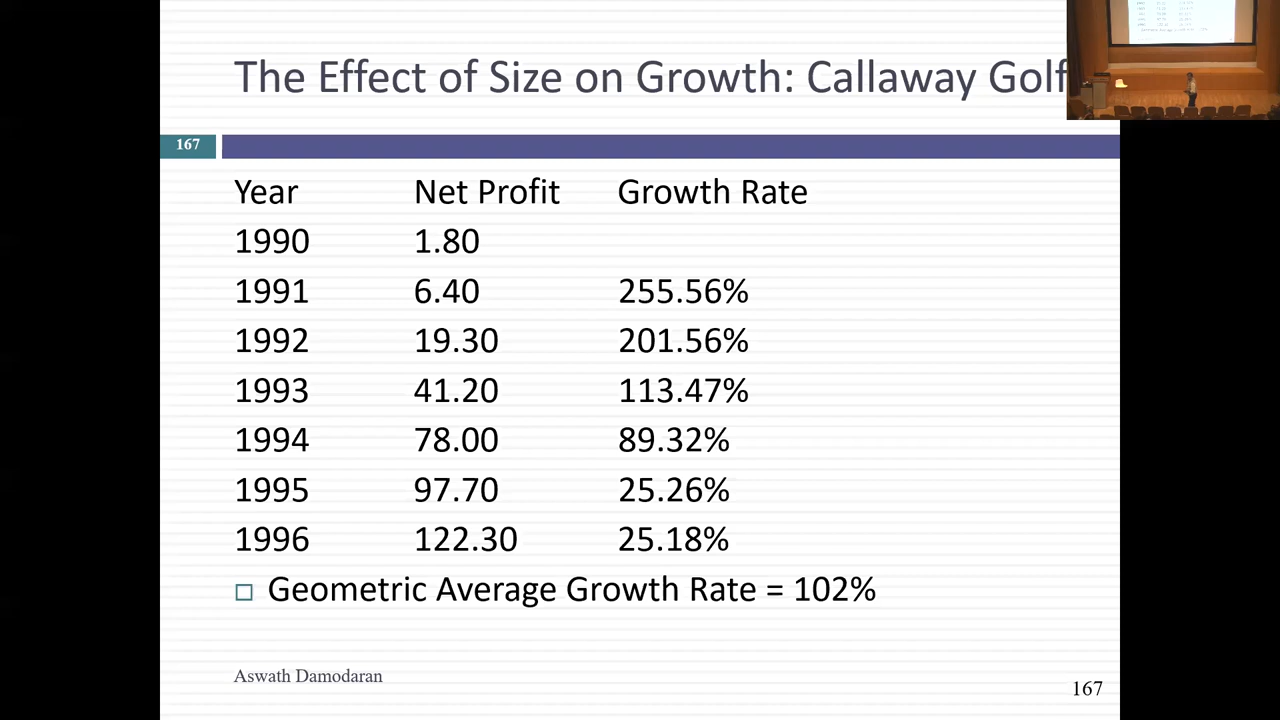 The Effect of Size on Growth: Callaway Golf
167
Year Net Profit Growth Rate
1990 1.80
1991 6.40 255.56%
1992 19.30 201.56%
1993 41.20 113.47%
1994 78.00 89.32%
1995 97.70 25.26%
1996 122.30 25.18%
Geometric Average Growth Rate = 102%
Aswath Damodaran
167